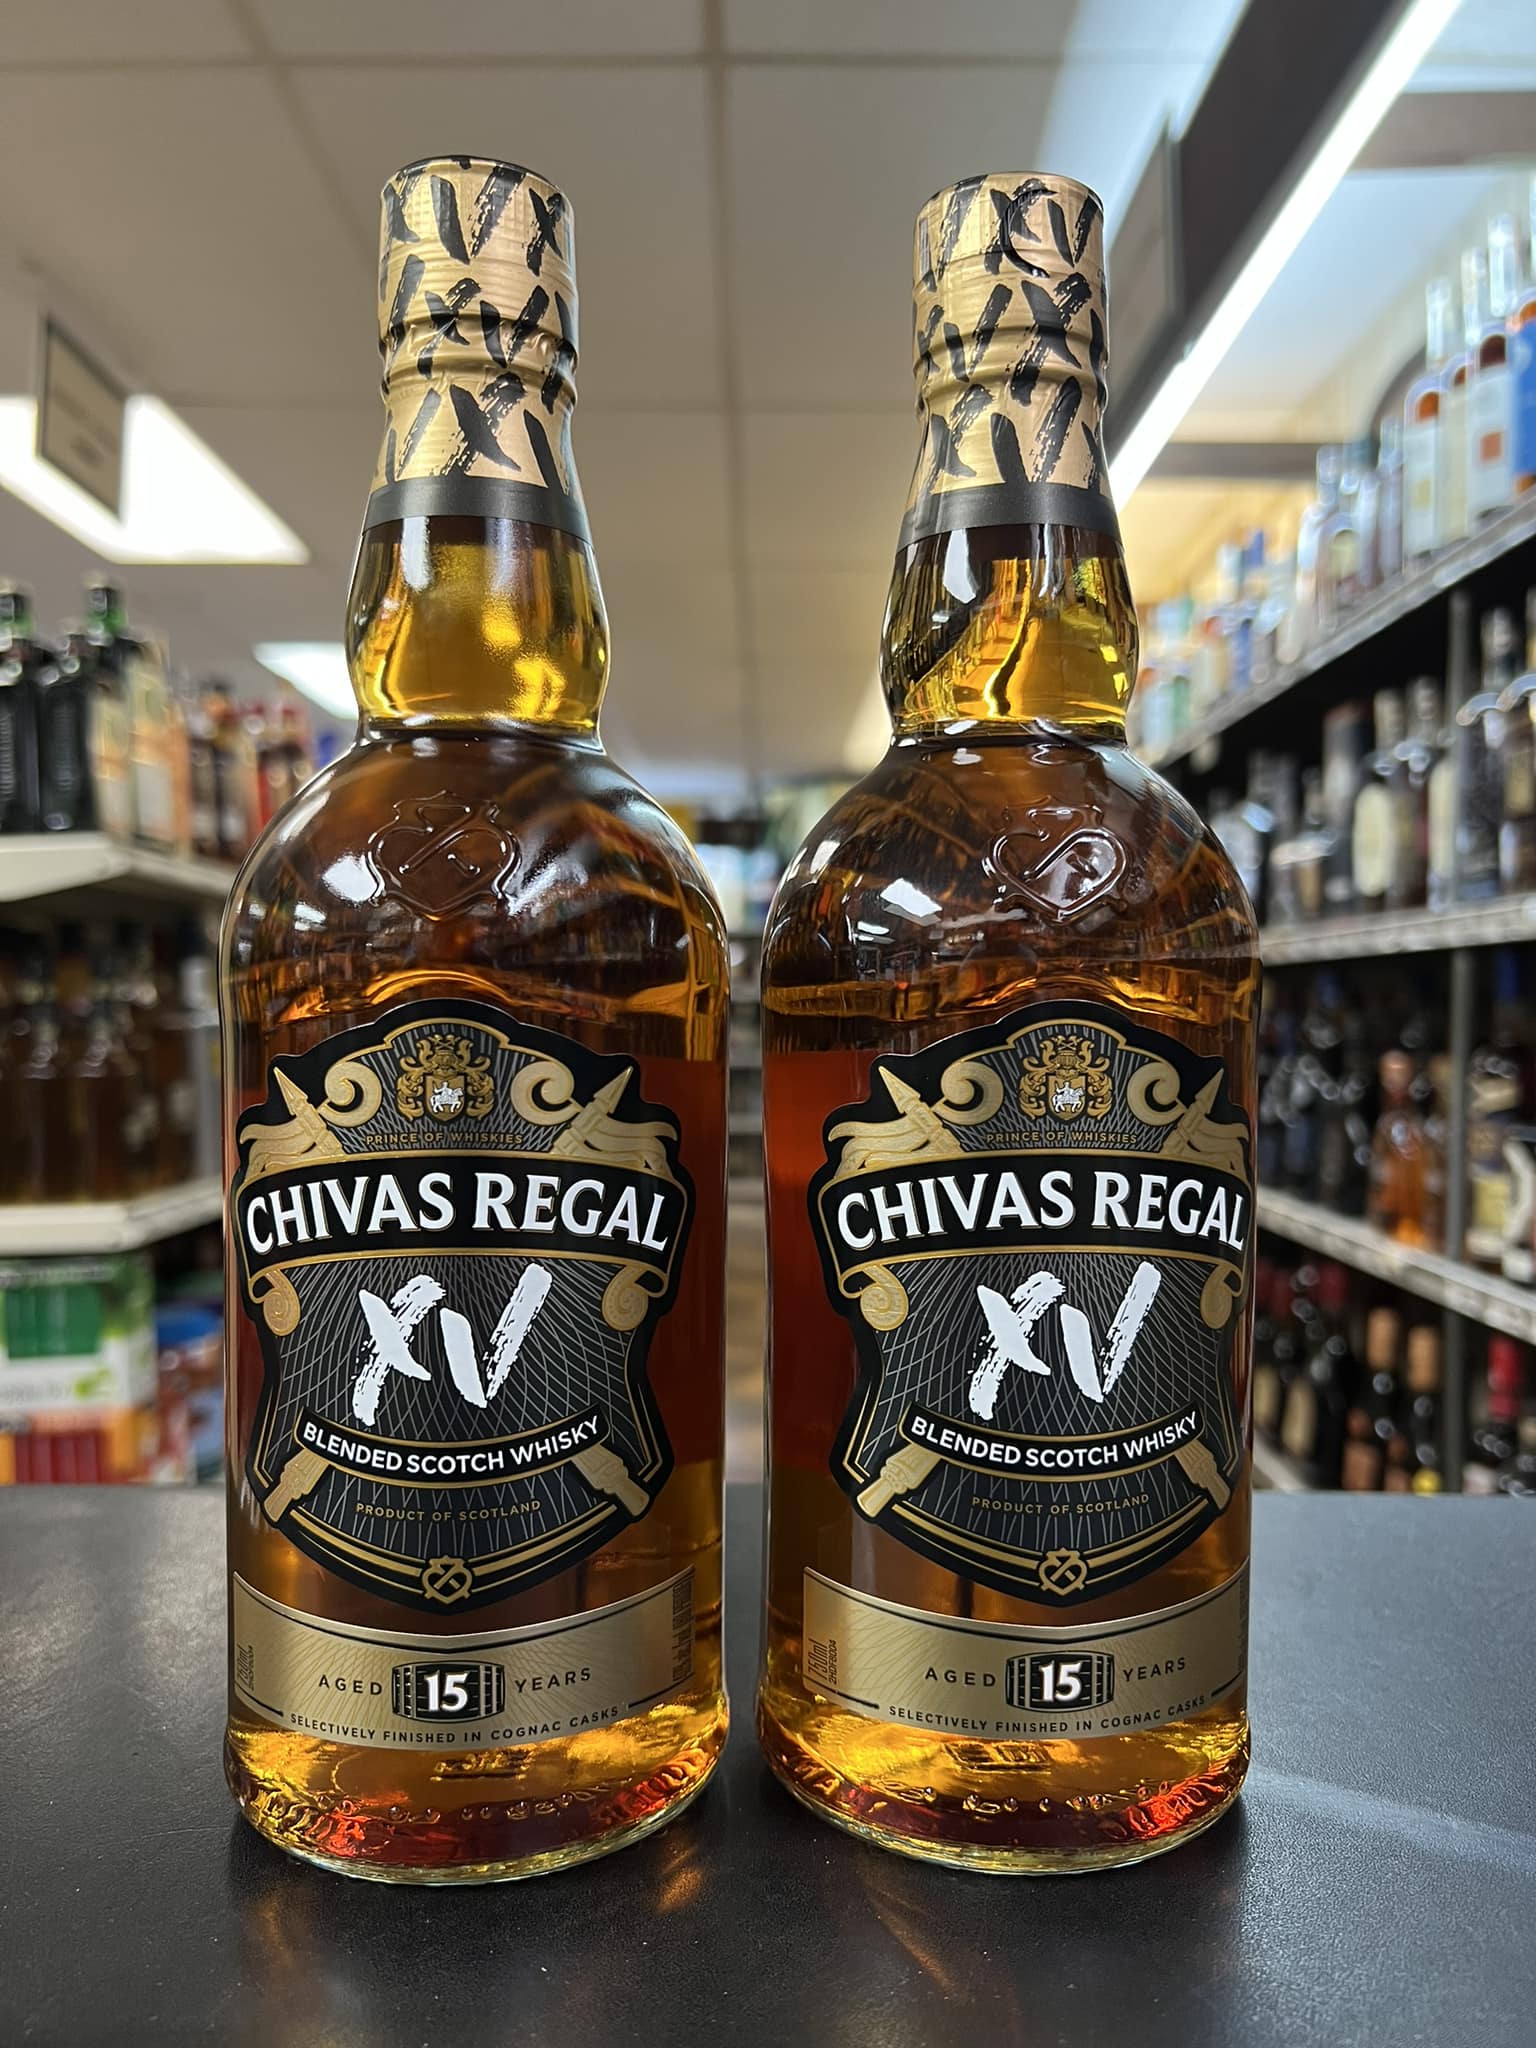 PRINCE OF WHISKIES
CHIVAS REGAL
XV
BLENDED SCOTCH WHISKY
PRODUCT OF SCOTLAND
750ml
AGED 15 YEARS
SELECTIVELY FINISHED IN COGNAC CASKS
PRINCE OF WHISKIES
CHIVAS REGAL
XV
BLENDED SCOTCH WHISKY
PRODUCT OF SCOTLAND
750ml
AGED 15 YEARS
SELECTIVELY FINISHED IN COGNAC CASKS